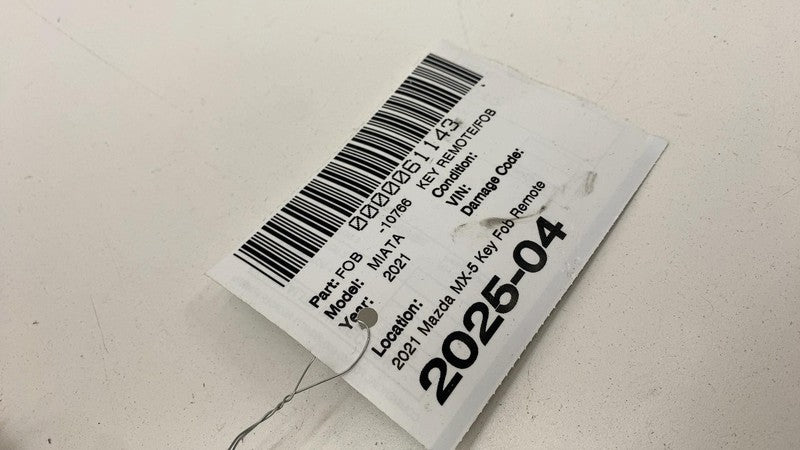 0000061143
Part: FOB -10766 KEY REMOTE/FOB
Model: MIATA Condition:
Year: 2021 VIN:
Damage Code:
Location:
2021 Mazda MX-5 Key Fob Remote
2025-04